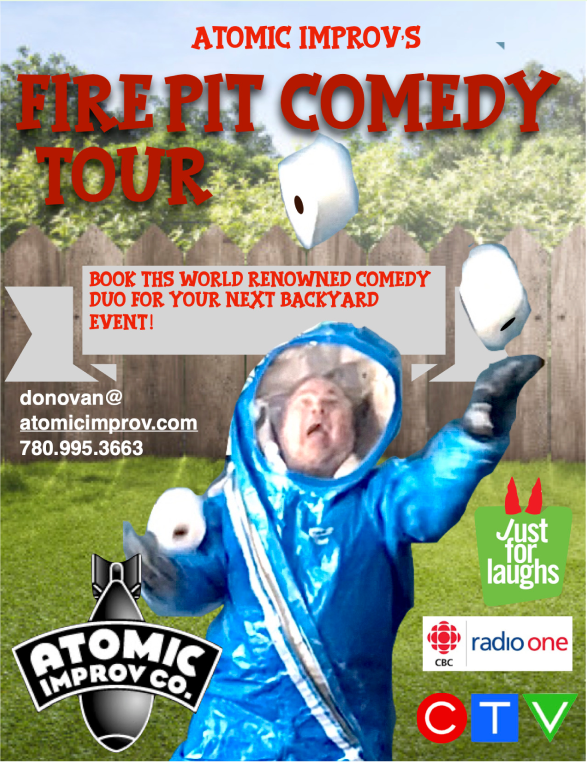 ATOMIC IMPROV'S
FIRE PIT COMEDY
TOUR
BOOK THS WORLD RENOWNED COMEDY
DUO FOR YOUR NEXT BACKYARD
EVENT!
donovan@
atomicimprov.com
780.995.3663
Just
for
laughs
ATOMIC
IMPROV CO.
CBC
radio one
CTV